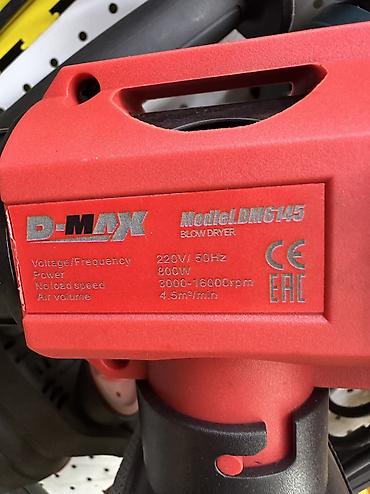 D-MAX
Modlel.DM6145
BLOW DRYER
Voltage/Frequency 220V/ 50Hz
Power 800W
No load speed 3000-16000rpm
Air volume 4.5m³/min
CE
EAC